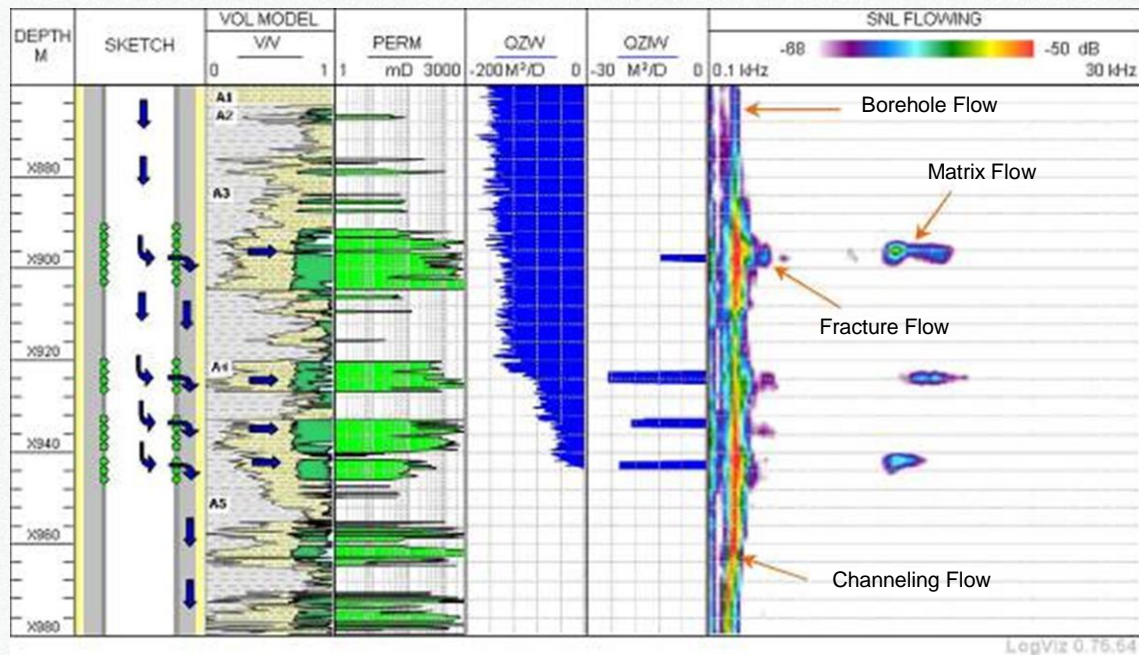 DEPTH M
SKETCH
VOL MODEL
V/V
0 1
PERM
1 mD 3000
QZW
-200 M³/D 0
QZIW
-30 M³/D 0
SNL FLOWING
-68 -50 dB
0.1 kHz 30 kHz
A1
A2
X880
A3
X900
X920
A4
X940
A5
X960
X980
Borehole Flow
Matrix Flow
Fracture Flow
Channeling Flow
LogViz 0.76.64